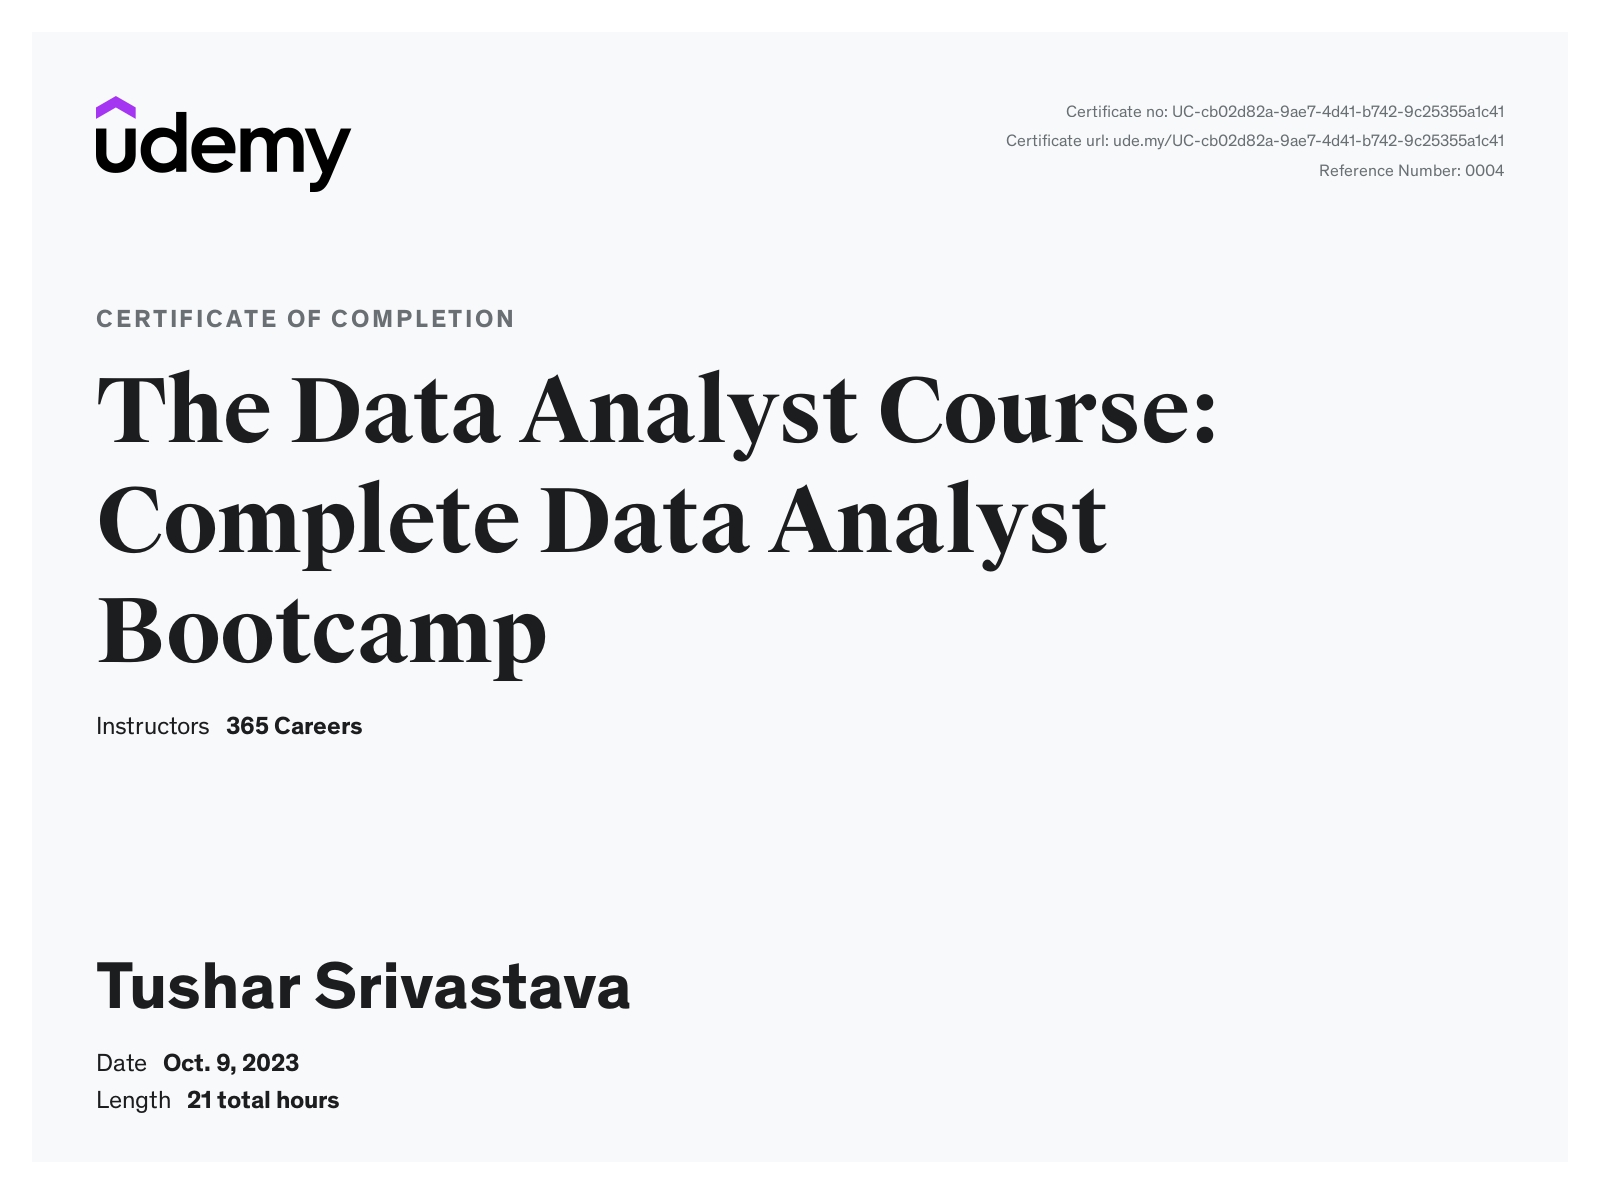 udemy
Certificate no: UC-cb02d82a-9ae7-4d41-b742-9c25355a1c41
Certificate url: ude.my/UC-cb02d82a-9ae7-4d41-b742-9c25355a1c41
Reference Number: 0004
CERTIFICATE OF COMPLETION
The Data Analyst Course:
Complete Data Analyst
Bootcamp
Instructors 365 Careers
Tushar Srivastava
Date Oct. 9, 2023
Length 21 total hours